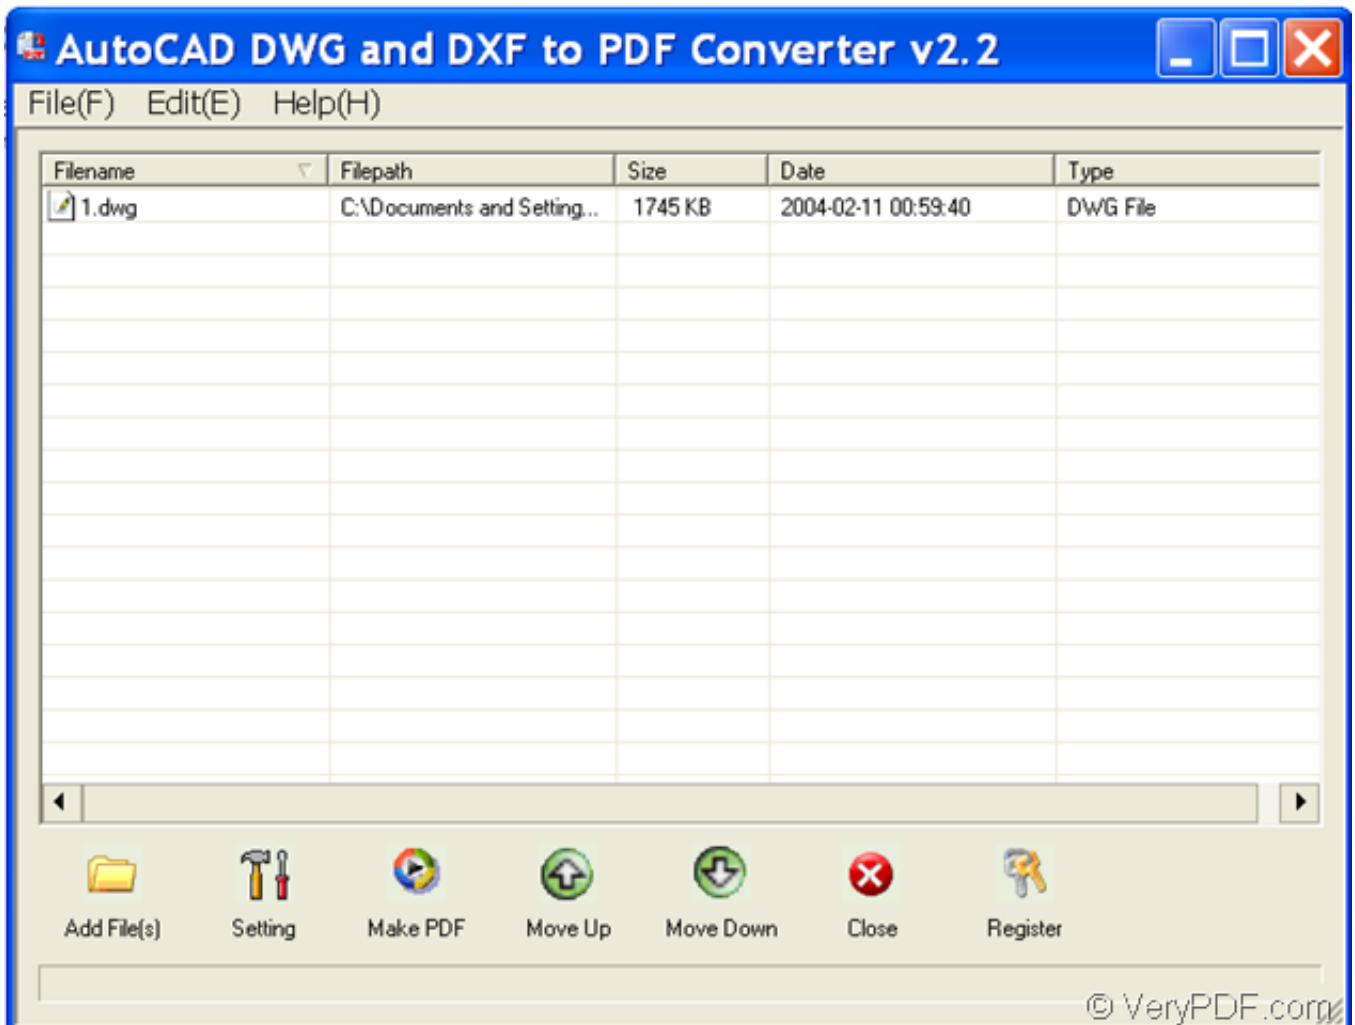 AutoCAD DWG and DXF to PDF Converter v2.2
File(F) Edit(E) Help(H)
Filename Filepath Size Date Type
1.dwg C:\Documents and Setting... 1745 KB 2004-02-11 00:59:40 DWG File
Add File(s) Setting Make PDF Move Up Move Down Close Register
© VeryPDF.com